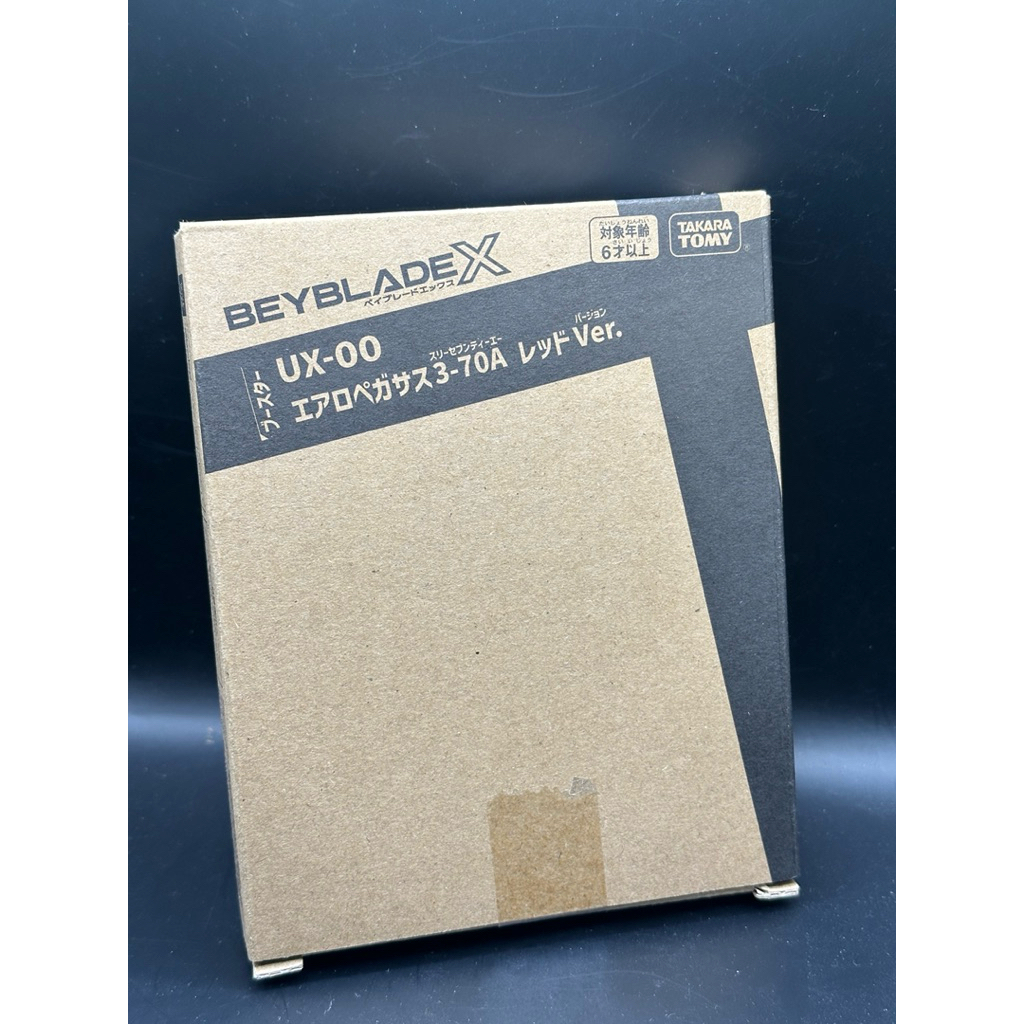 たいしょうねんれい
対象年齢
さい いじょう
6才以上
TAKARA
TOMY
®
BEYBLADE X
ベイブレードエックス
ブースター
UX-00
スリーセブンティーエー
バージョン
エアロペガサス3-70A レッドVer.